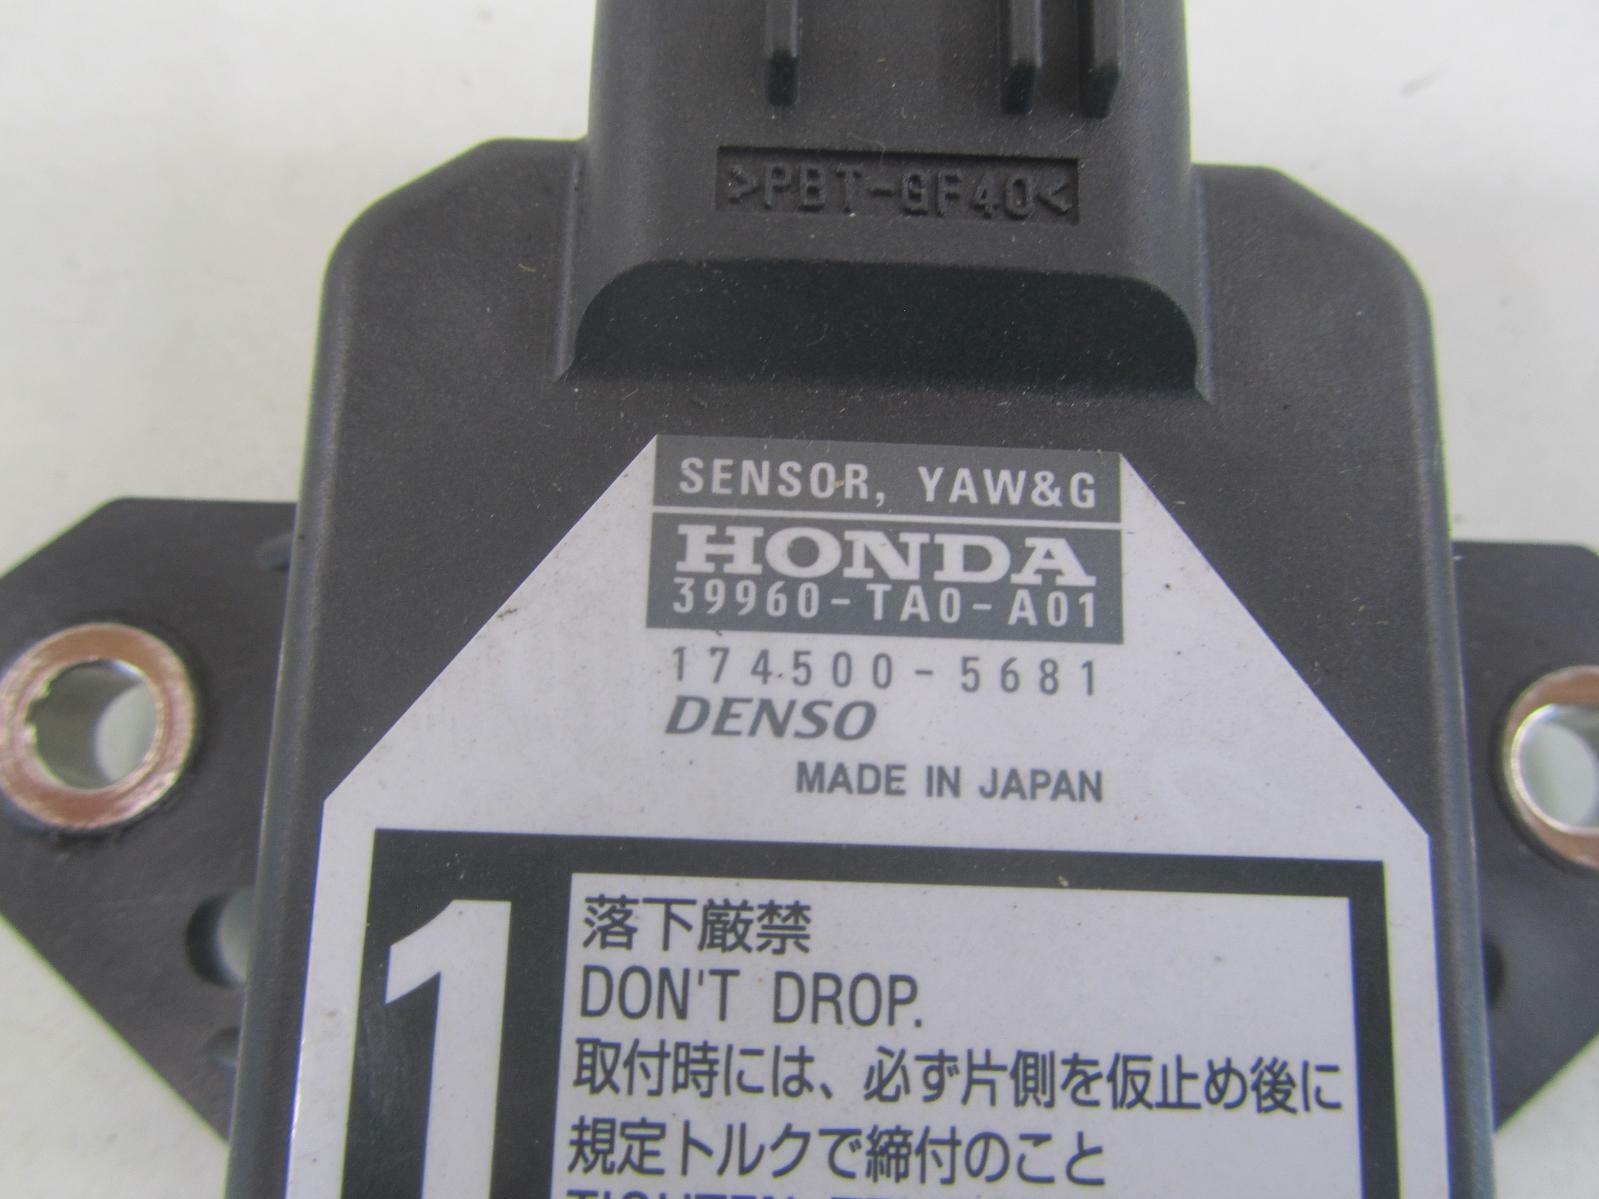 >PBT-GF40<
SENSOR, YAW&G
HONDA
39960-TA0-A01
174500-5681
DENSO
MADE IN JAPAN
1
落下厳禁
DON'T DROP.
取付時には、必ず片側を仮止め後に
規定トルクで締付のこと
TIGHTEN